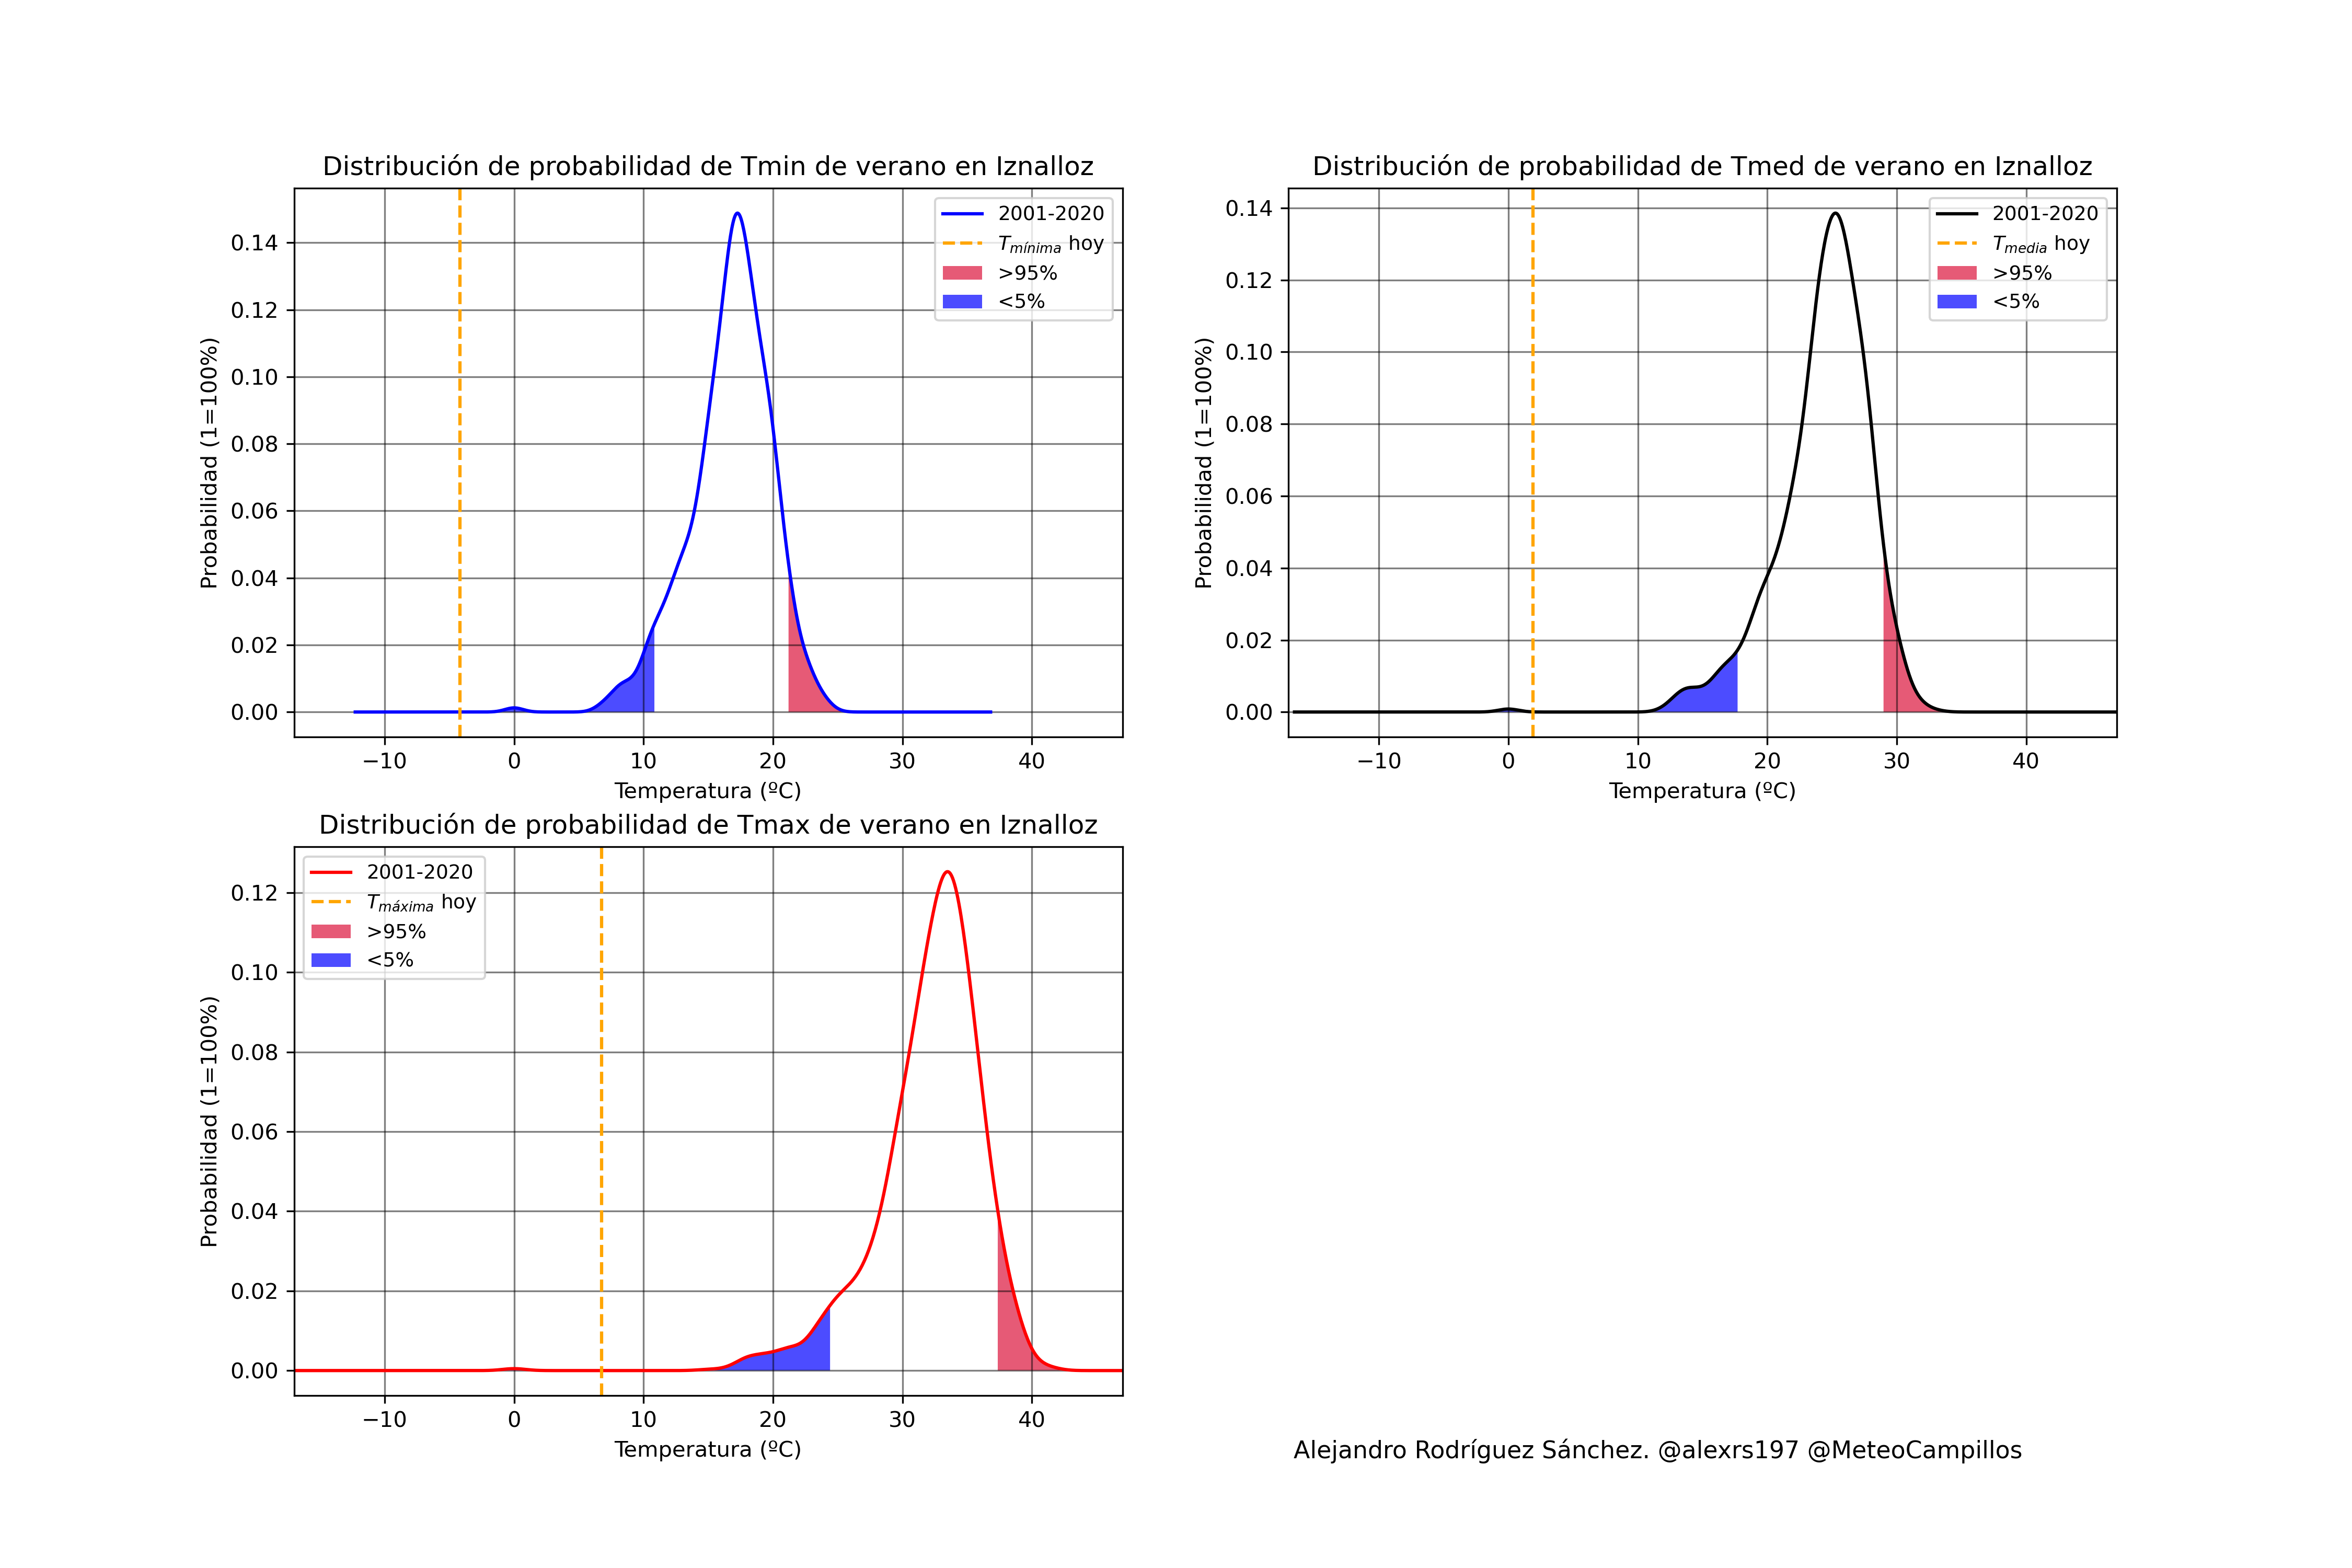 Distribución de probabilidad de Tmin de verano en Iznalloz
Probabilidad (1=100%)
0.14
0.12
0.10
0.08
0.06
0.04
0.02
0.00
2001-2020
Tmínima hoy
>95%
<5%
−10 0 10 20 30 40
Temperatura (ºC)
Distribución de probabilidad de Tmed de verano en Iznalloz
Probabilidad (1=100%)
0.14
0.12
0.10
0.08
0.06
0.04
0.02
0.00
2001-2020
Tmedia hoy
>95%
<5%
−10 0 10 20 30 40
Temperatura (ºC)
Distribución de probabilidad de Tmax de verano en Iznalloz
Probabilidad (1=100%)
0.12
0.10
0.08
0.06
0.04
0.02
0.00
2001-2020
Tmáxima hoy
>95%
<5%
−10 0 10 20 30 40
Temperatura (ºC)
Alejandro Rodríguez Sánchez. @alexrs197 @MeteoCampillos